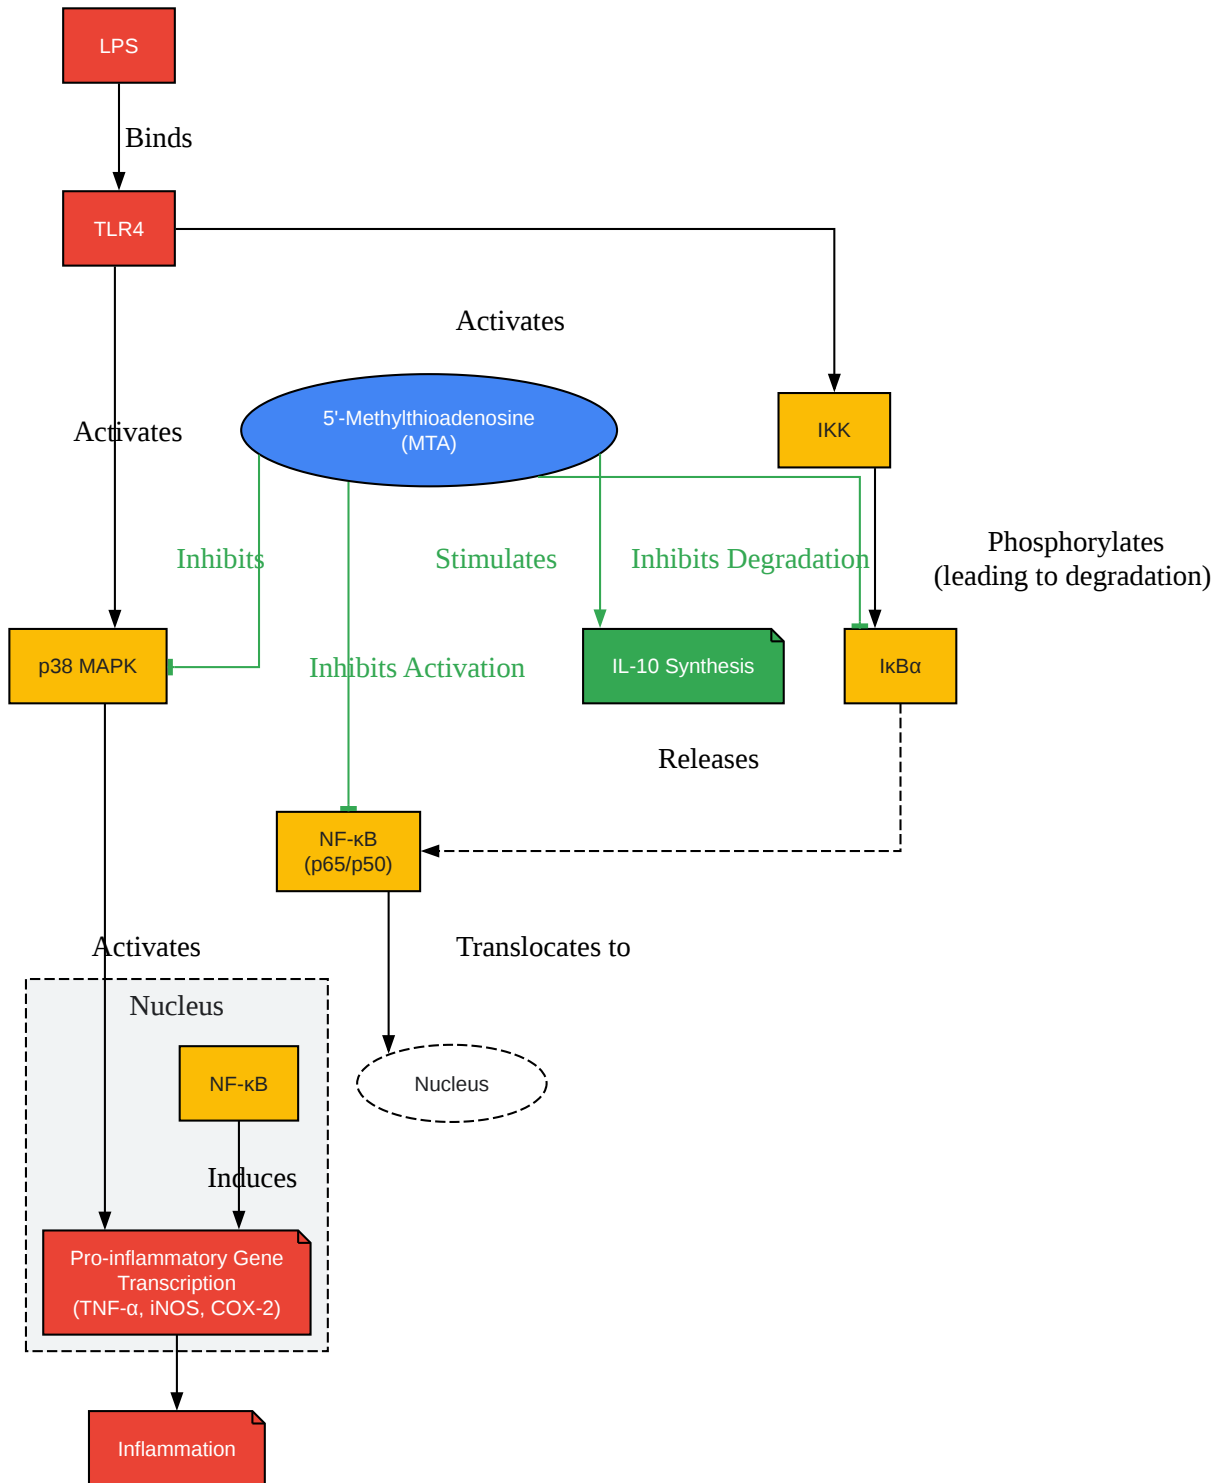 LPS
Binds
TLR4
Activates
5'-Methylthioadenosine
(MTA)
IKK
Activates
Inhibits
Stimulates
Inhibits Degradation
Phosphorylates
(leading to degradation)
p38 MAPK
Inhibits Activation
IL-10 Synthesis
IκBα
Releases
NF-κB
(p65/p50)
Activates
Translocates to
Nucleus
NF-κB
Nucleus
Induces
Pro-inflammatory Gene
Transcription
(TNF-α, iNOS, COX-2)
Inflammation